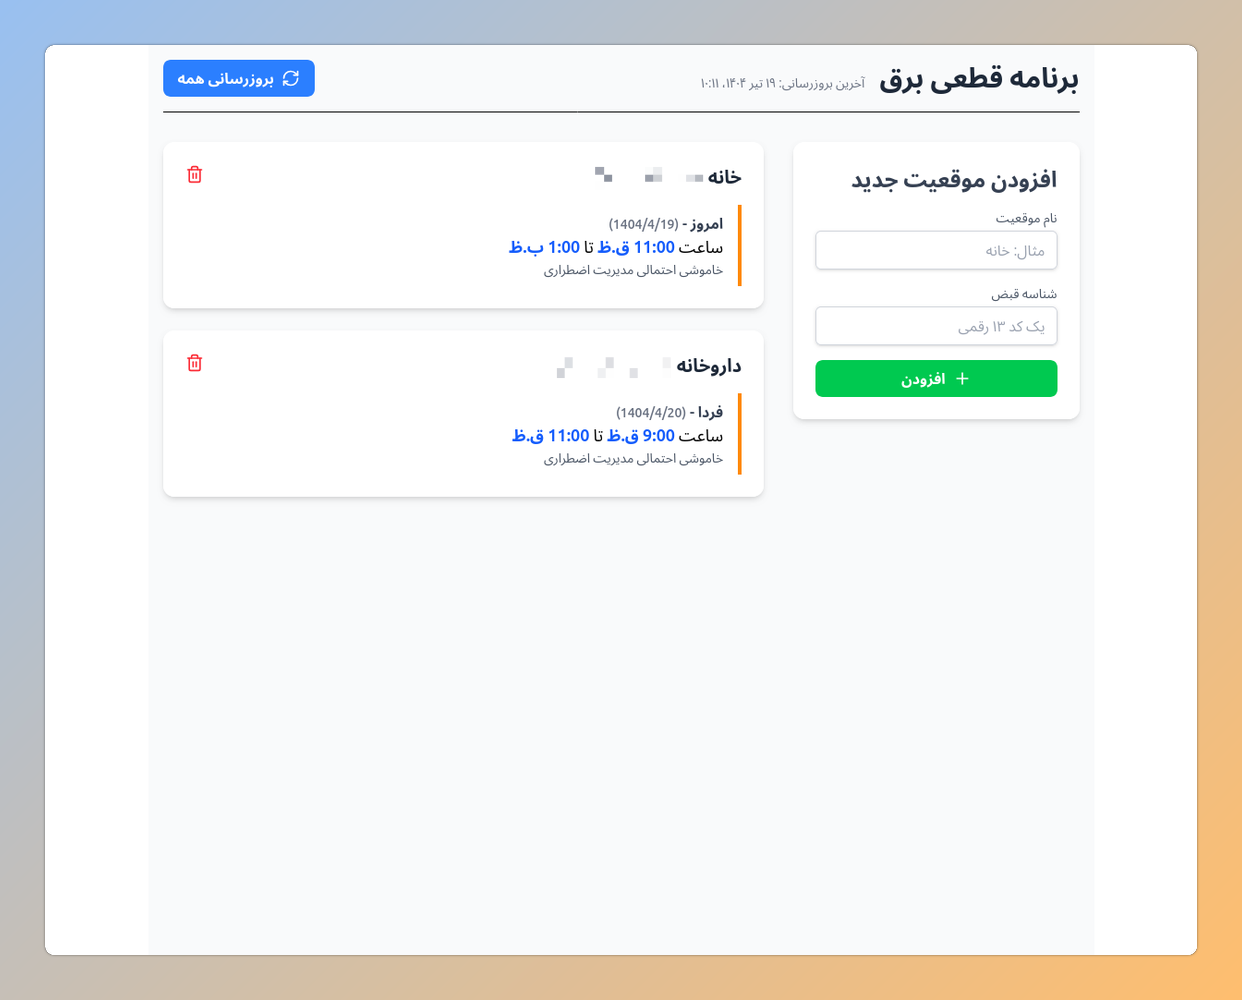 برنامه قطعی برق
آخرین بروزرسانی: ۱۹ تیر ۱۴۰۴، ۱۰:۱۱
بروزرسانی همه
افزودن موقعیت جدید
نام موقعیت
مثال: خانه
شناسه قبض
یک کد ۱۳ رقمی
افزودن
خانه
امروز - (1404/4/19)
ساعت 11:00 ق.ظ تا 1:00 ب.ظ
خاموشی احتمالی مدیریت اضطراری
داروخانه
فردا - (1404/4/20)
ساعت 9:00 ق.ظ تا 11:00 ق.ظ
خاموشی احتمالی مدیریت اضطراری